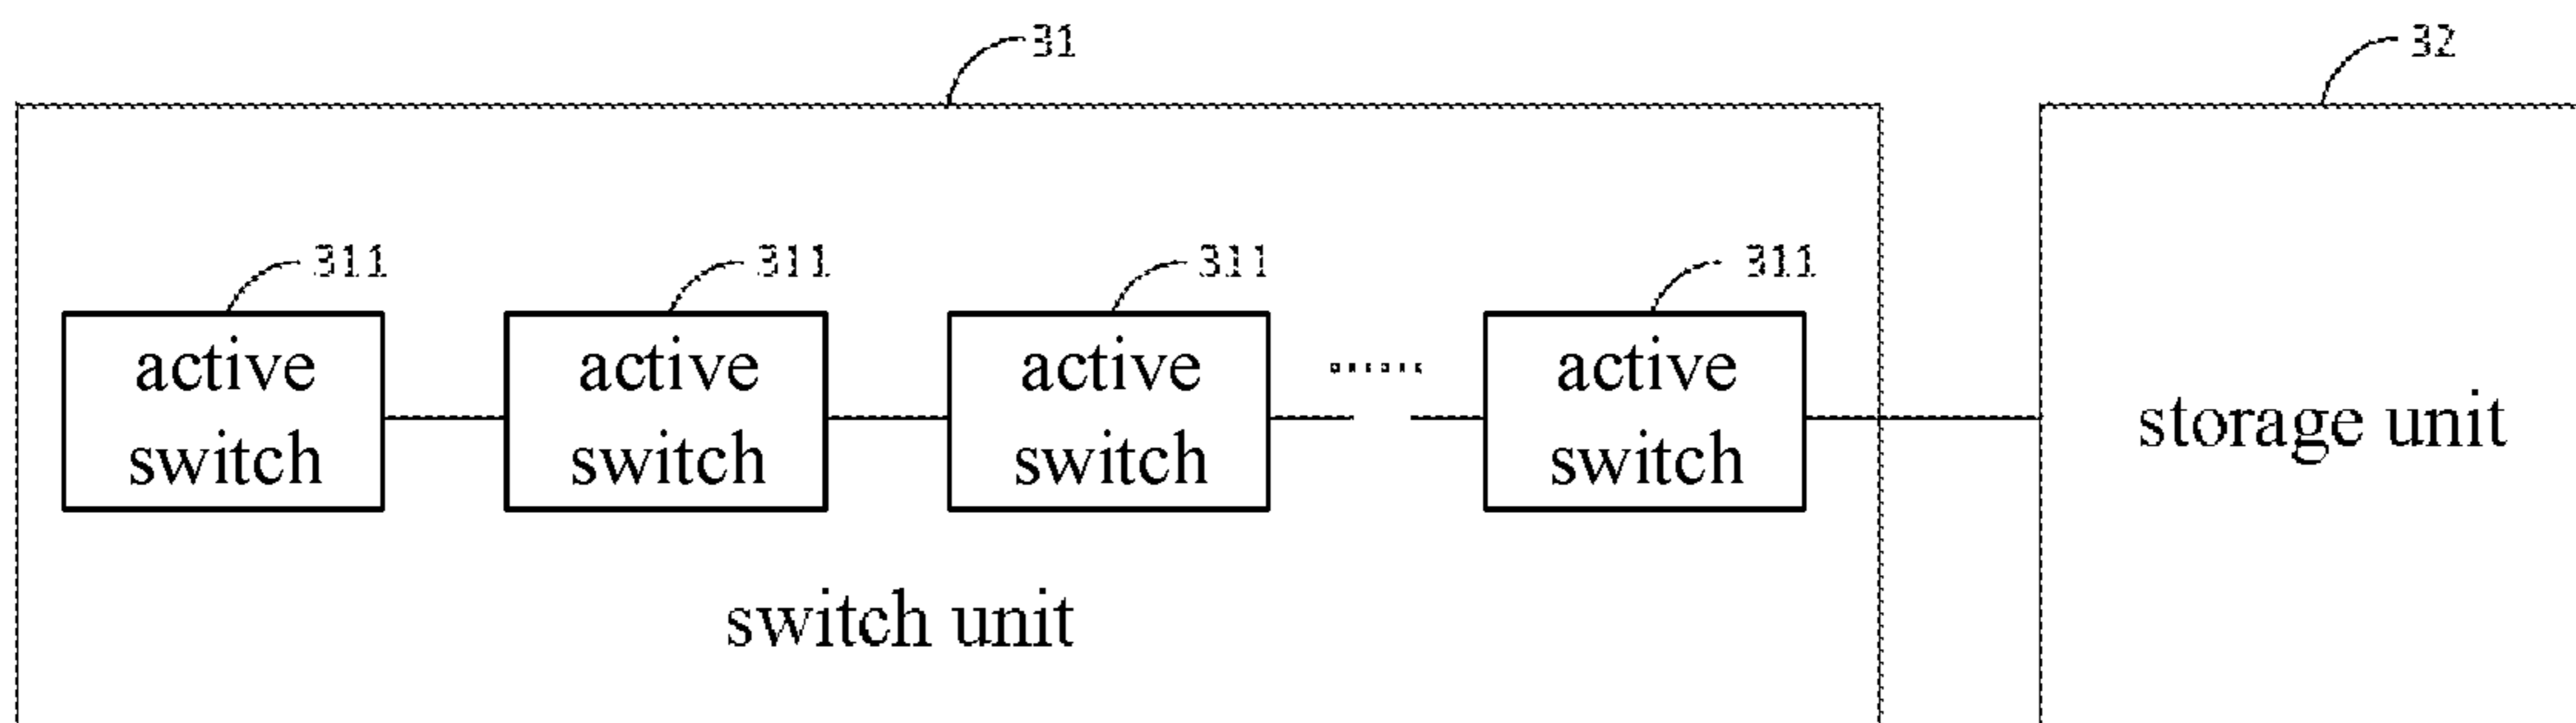 31
32
311
311
311
311
active
switch
active
switch
active
switch
......
active
switch
storage unit
switch unit